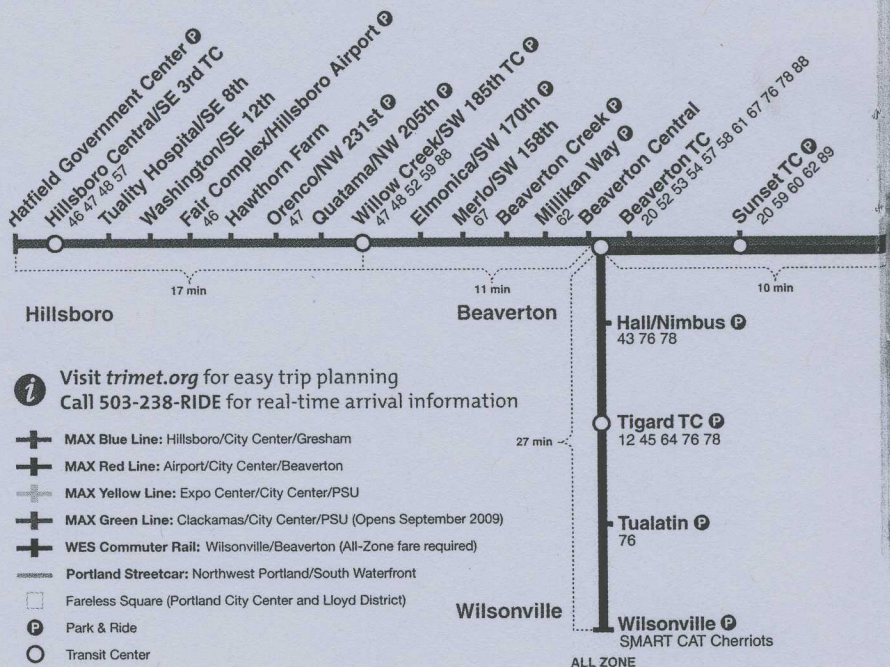 Hatfield Government Center P
Hillsboro Central/SE 3rd TC
46 47 48 57
Tuality Hospital/SE 8th
Washington/SE 12th
Fair Complex/Hillsboro Airport P
46
Hawthorn Farm
Orenco/NW 231st P
47
Quatama/NW 205th P
Willow Creek/SW 185th TC P
47 48 52 59 88
Elmonica/SW 170th P
Merlo/SW 158th
67
Beaverton Creek P
Millikan Way P
62
Beaverton Central
Beaverton TC
20 52 53 54 57 58 61 67 76 78 88
Sunset TC P
20 59 60 62 89
17 min
11 min
10 min
Hillsboro
Beaverton
Hall/Nimbus P
43 76 78
i Visit trimet.org for easy trip planning
Call 503-238-RIDE for real-time arrival information
Tigard TC P
12 45 64 76 78
27 min
MAX Blue Line: Hillsboro/City Center/Gresham
MAX Red Line: Airport/City Center/Beaverton
MAX Yellow Line: Expo Center/City Center/PSU
MAX Green Line: Clackamas/City Center/PSU (Opens September 2009)
WES Commuter Rail: Wilsonville/Beaverton (All-Zone fare required)
Portland Streetcar: Northwest Portland/South Waterfront
Fareless Square (Portland City Center and Lloyd District)
P Park & Ride
Transit Center
Tualatin P
76
Wilsonville
Wilsonville P
SMART CAT Cherriots
ALL ZONE